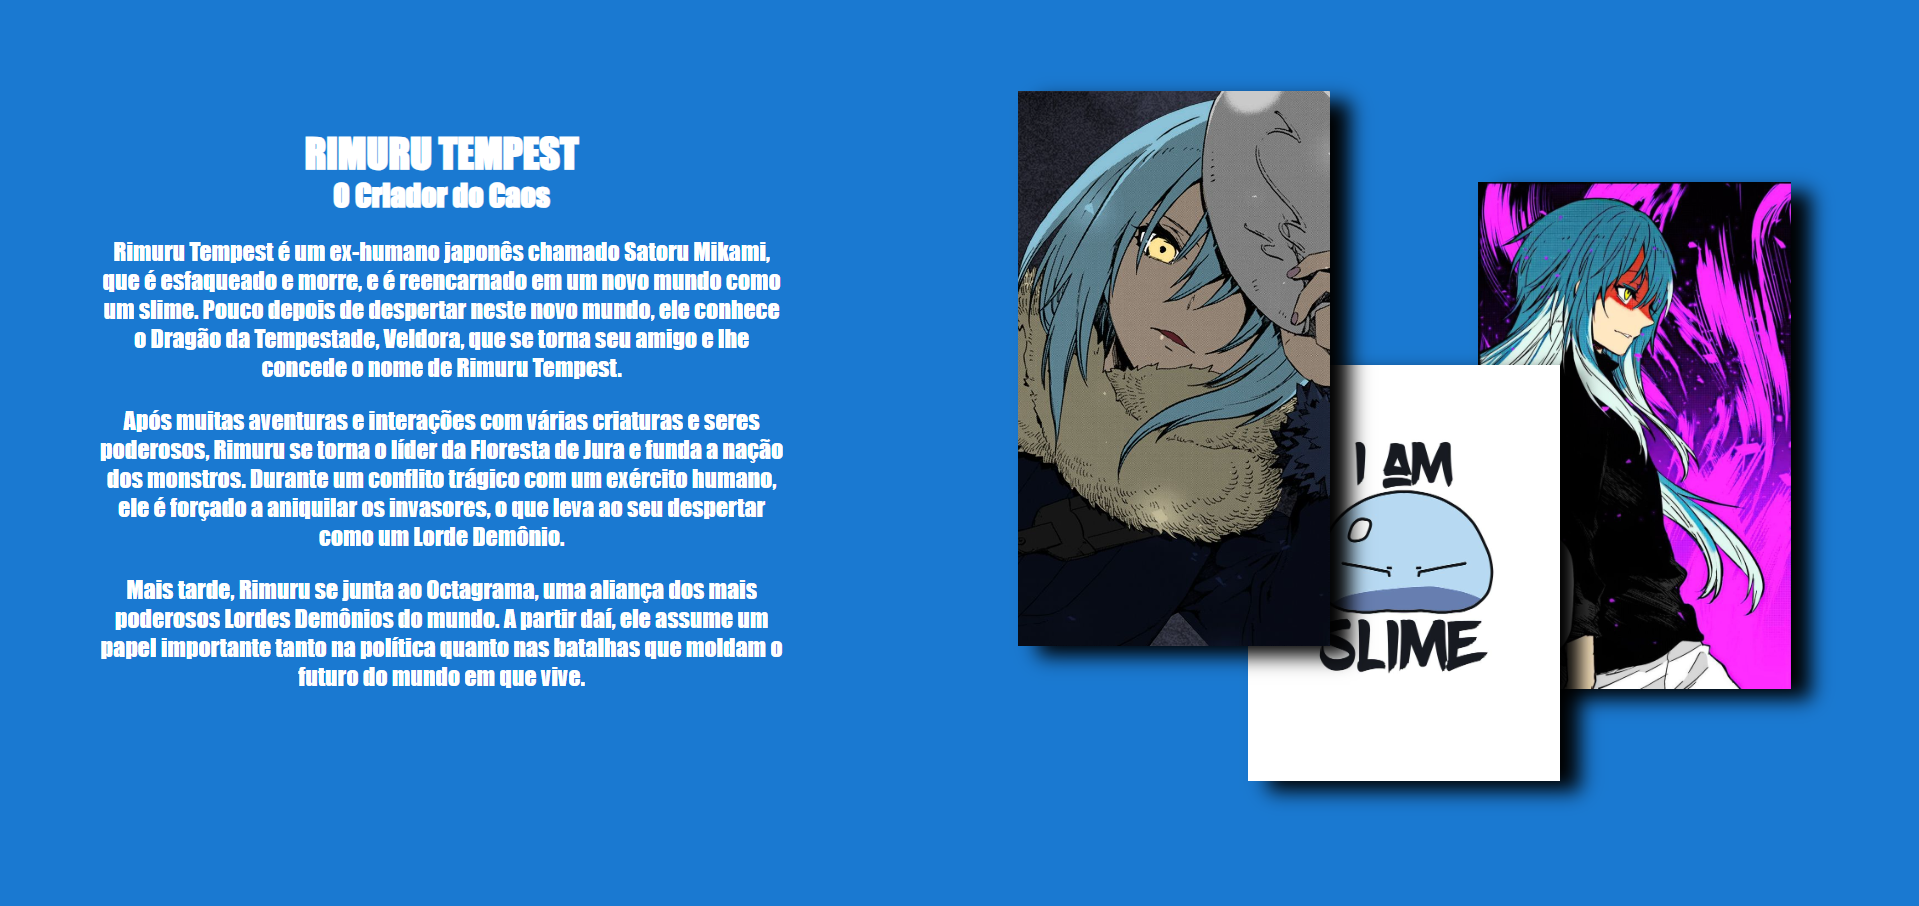 RIMURU TEMPEST
O Criador do Caos
Rimuru Tempest é um ex-humano japonês chamado Satoru Mikami,
que é esfaqueado e morre, e é reencarnado em um novo mundo como
um slime. Pouco depois de despertar neste novo mundo, ele conhece
o Dragão da Tempestade, Veldora, que se torna seu amigo e lhe
concede o nome de Rimuru Tempest.
Após muitas aventuras e interações com várias criaturas e seres
poderosos, Rimuru se torna o líder da Floresta de Jura e funda a nação
dos monstros. Durante um conflito trágico com um exército humano,
ele é forçado a aniquilar os invasores, o que leva ao seu despertar
como um Lorde Demônio.
Mais tarde, Rimuru se junta ao Octagrama, uma aliança dos mais
poderosos Lordes Demônios do mundo. A partir daí, ele assume um
papel importante tanto na política quanto nas batalhas que moldam o
futuro do mundo em que vive.
I AM
SLIME